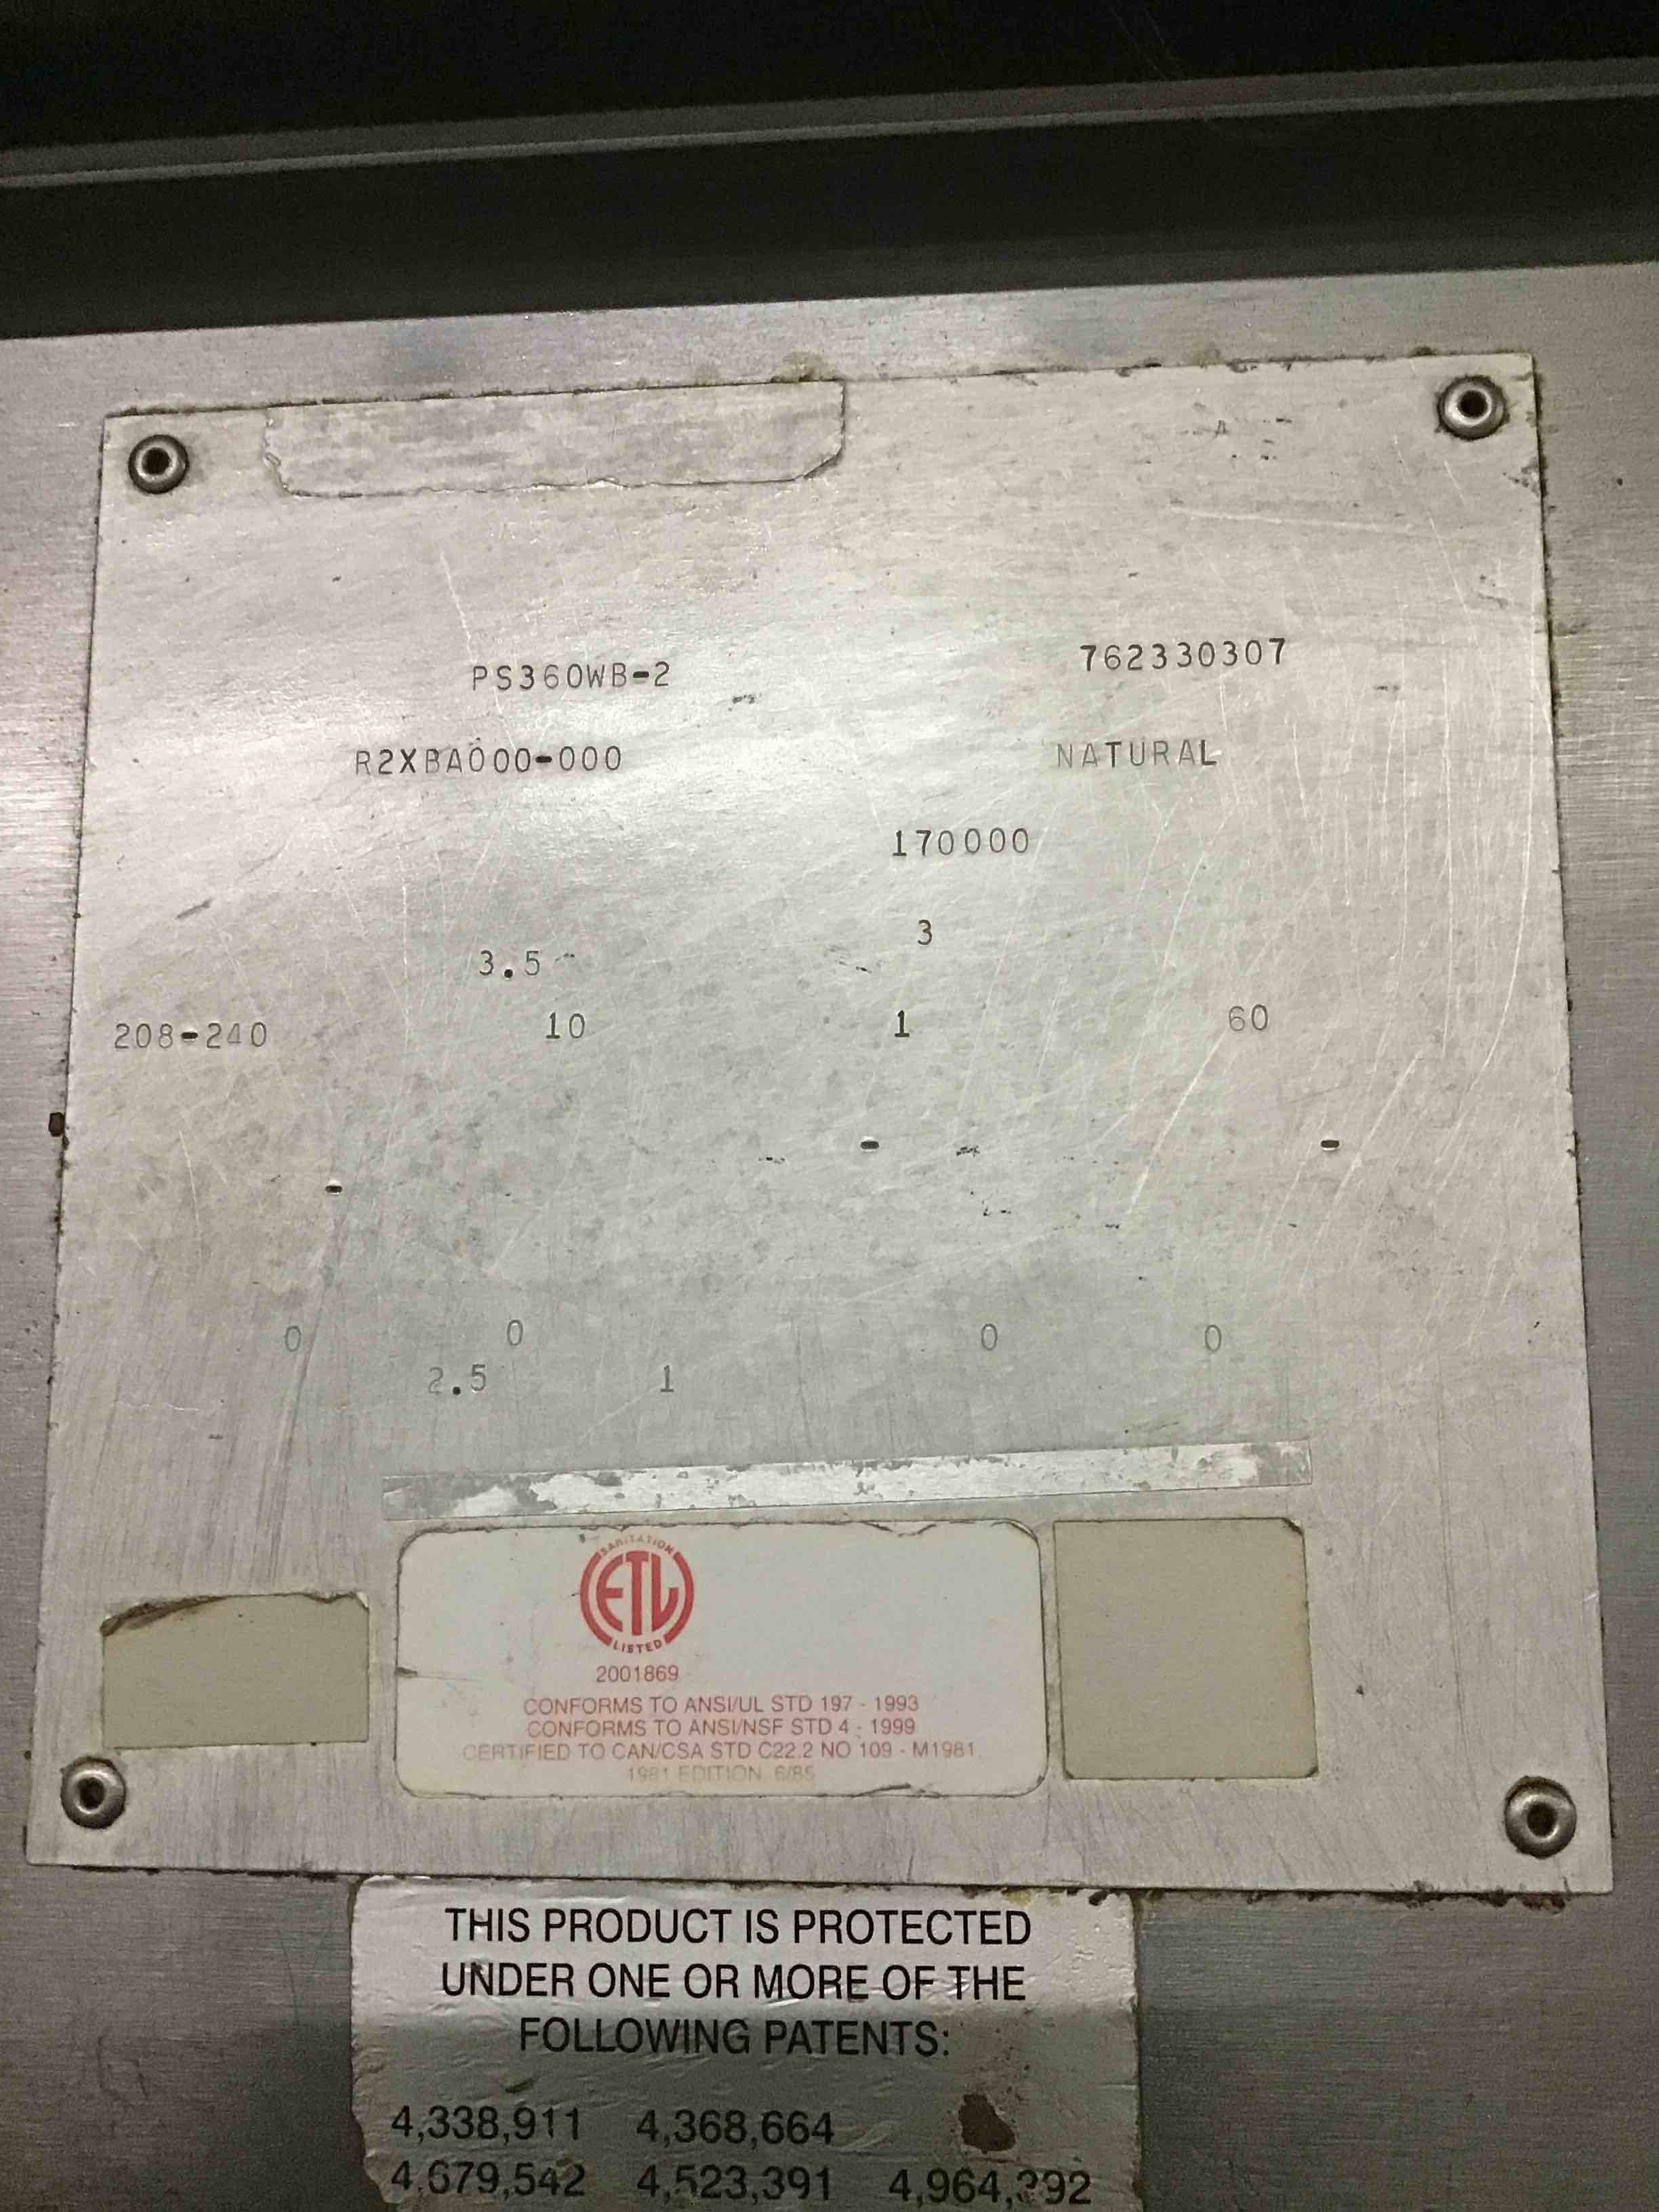 PS360WB-2 762330307
R2XBA000-000 NATURAL
170000
3.5 3
208-240 10 1 60
- -
-
0 0 0 0
2.5 1
SANITATION
ETL
LISTED
2001869
CONFORMS TO ANSI/UL STD 197 - 1993
CONFORMS TO ANSI/NSF STD 4 - 1999
CERTIFIED TO CAN/CSA STD C22.2 NO 109 - M1981
1981 EDITION 6/85
THIS PRODUCT IS PROTECTED
UNDER ONE OR MORE OF THE
FOLLOWING PATENTS:
4,338,911 4,368,664
4,679,542 4,523,391